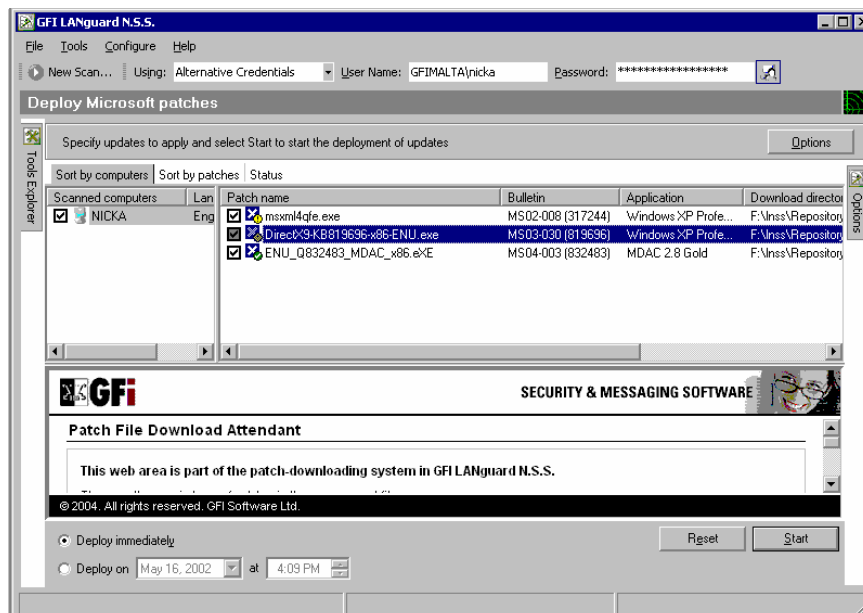 GFI LANguard N.S.S.
File Tools Configure Help
New Scan... Using: Alternative Credentials User Name: GFIMALTA\nicka Password: *****************
Deploy Microsoft patches
Tools Explorer
Specify updates to apply and select Start to start the deployment of updates Options
Sort by computers Sort by patches Status
Options
Scanned computers Lan Patch name Bulletin Application Download director
NICKA Eng msxml4qfe.exe MS02-008 (317244) Windows XP Profe... F:\lnss\Repository
DirectX9-KB819696-x86-ENU.exe MS03-030 (819696) Windows XP Profe... F:\lnss\Repository
ENU_Q832483_MDAC_x86.eXE MS04-003 (832483) MDAC 2.8 Gold F:\lnss\Repository
GFi SECURITY & MESSAGING SOFTWARE
Patch File Download Attendant
This web area is part of the patch-downloading system in GFI LANguard N.S.S.
© 2004. All rights reserved. GFI Software Ltd.
Deploy immediately Reset Start
Deploy on May 16, 2002 at 4:09 PM